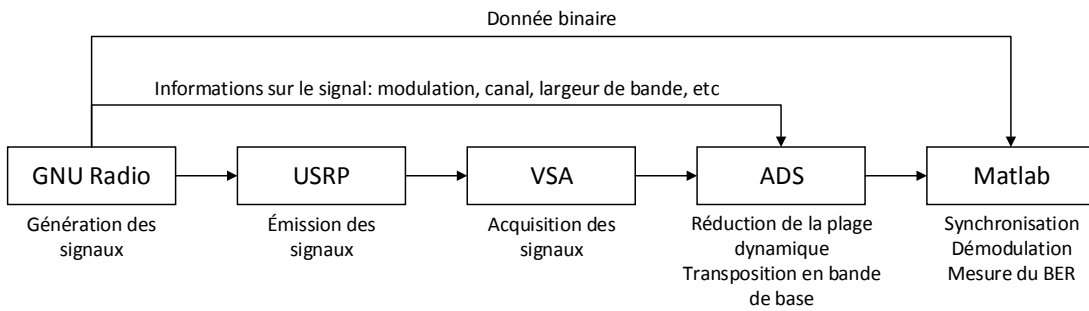 Donnée binaire
Informations sur le signal: modulation, canal, largeur de bande, etc
GNU Radio
USRP
VSA
ADS
Matlab
Génération des
signaux
Émission des
signaux
Acquisition des
signaux
Réduction de la plage
dynamique
Transposition en bande
de base
Synchronisation
Démodulation
Mesure du BER